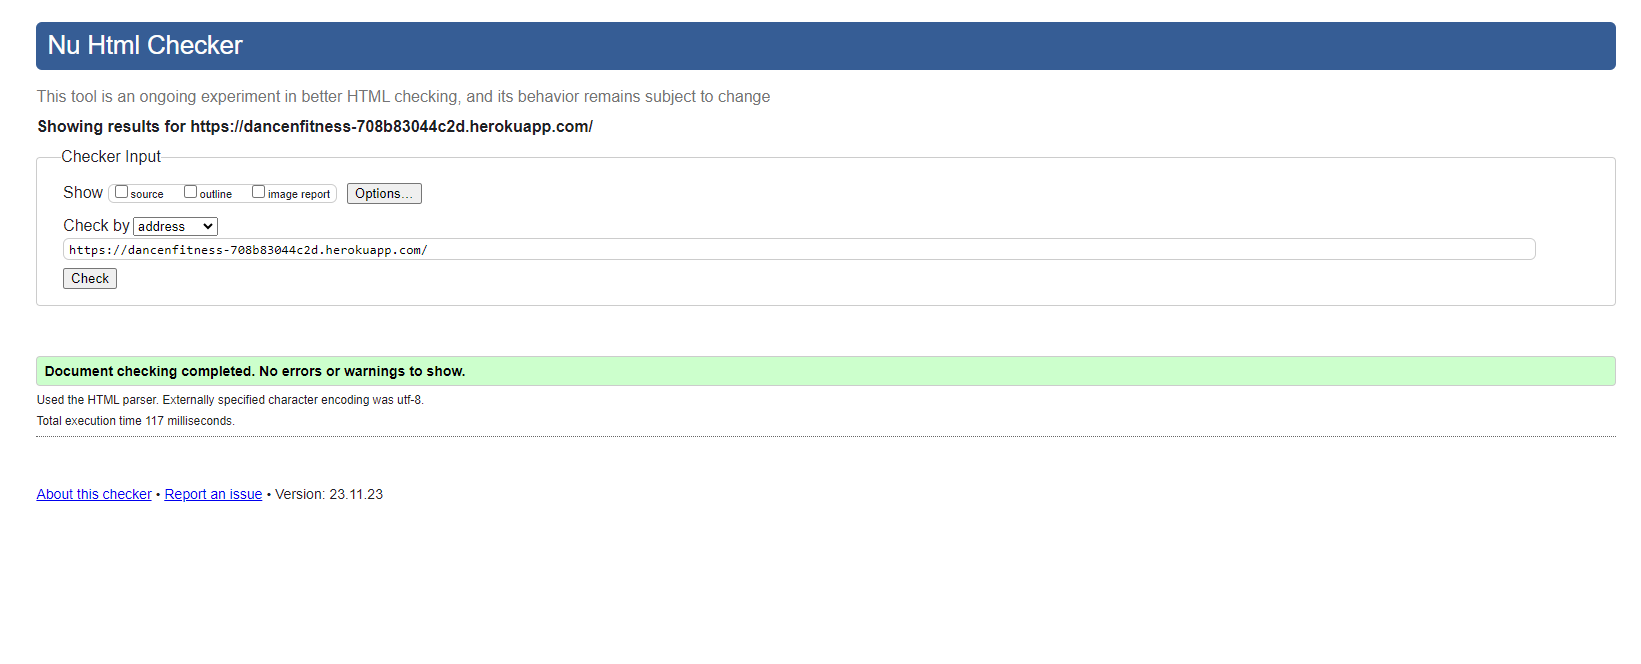 Nu Html Checker
This tool is an ongoing experiment in better HTML checking, and its behavior remains subject to change
Showing results for https://dancenfitness-708b83044c2d.herokuapp.com/
Checker Input
Show source outline image report Options...
Check by address
https://dancenfitness-708b83044c2d.herokuapp.com/
Check
Document checking completed. No errors or warnings to show.
Used the HTML parser. Externally specified character encoding was utf-8.
Total execution time 117 milliseconds.
About this checker • Report an issue • Version: 23.11.23